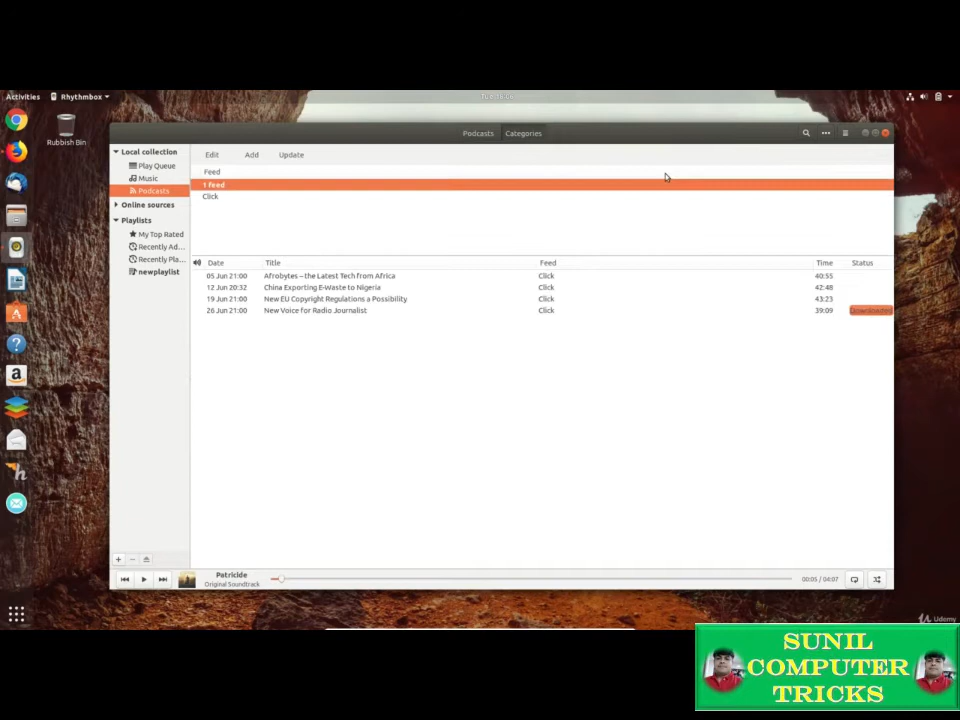 Activities Rhythmbox
Rubbish Bin
Podcasts Categories
Local collection
Play Queue
Music
Podcasts
Online sources
Playlists
My Top Rated
Recently Ad...
Recently Pla...
newplaylist
Edit Add Update
Feed
1 feed
Click
Date Title Feed Time Status
05 Jun 21:00 Afrobytes – the Latest Tech from Africa Click 40:55
12 Jun 20:32 China Exporting E-Waste to Nigeria Click 42:48
19 Jun 21:00 New EU Copyright Regulations a Possibility Click 43:23
26 Jun 21:00 New Voice for Radio Journalist Click 39:09 Downloaded
Patricide
Original Soundtrack
00:05 / 04:07
Udemy
SUNIL
COMPUTER
TRICKS